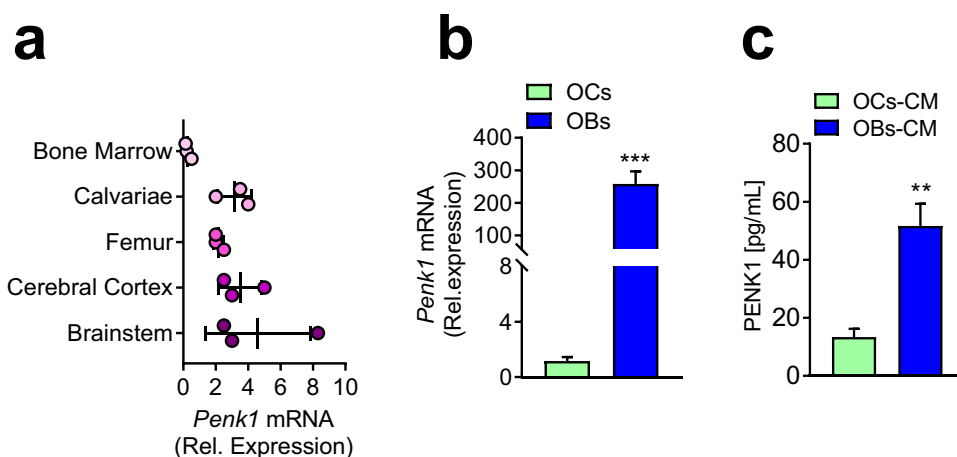 a
Bone Marrow
Calvariae
Femur
Cerebral Cortex
Brainstem
0 2 4 6 8 10
Penk1 mRNA
(Rel. Expression)
b
OCs
OBs
Penk1 mRNA
(Rel.expression)
400
300
200
100
8
4
0
***
c
OCs-CM
OBs-CM
PENK1 [pg/mL]
80
60
40
20
0
**